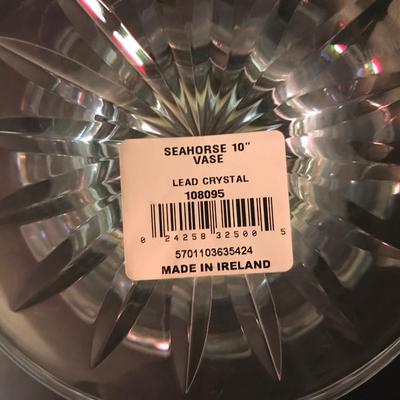 SEAHORSE 10"
VASE
LEAD CRYSTAL
108095
0 24258 32500 5
5701103635424
MADE IN IRELAND